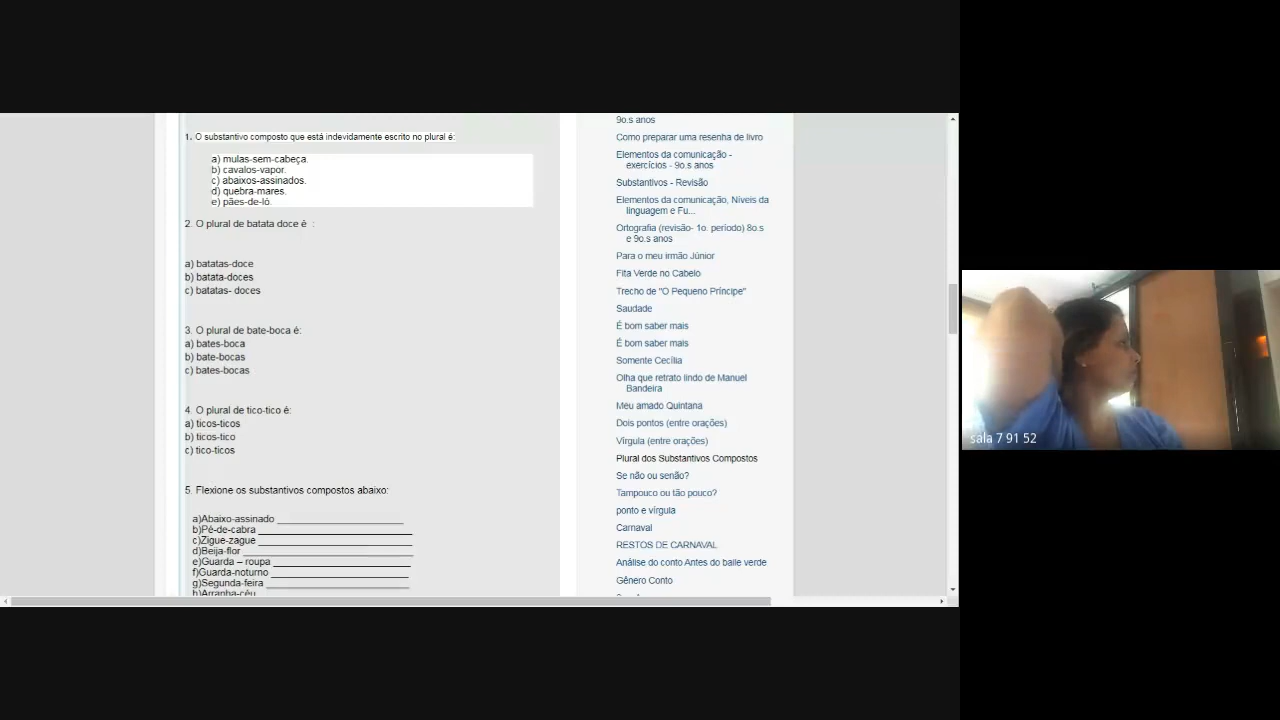 1. O substantivo composto que está indevidamente escrito no plural é:
a) mulas-sem-cabeça.
b) cavalos-vapor.
c) abaixos-assinados.
d) quebra-mares.
e) pães-de-ló.
2. O plural de batata doce é :
a) batatas-doce
b) batata-doces
c) batatas- doces
3. O plural de bate-boca é:
a) bates-boca
b) bate-bocas
c) bates-bocas
4. O plural de tico-tico é:
a) ticos-ticos
b) ticos-tico
c) tico-ticos
5. Flexione os substantivos compostos abaixo:
a)Abaixo-assinado
b)Pé-de-cabra
c)Zigue-zague
d)Beija-flor
e)Guarda – roupa
f)Guarda-noturno
g)Segunda-feira
h)Arranha-céu
9o.s anos
Como preparar uma resenha de livro
Elementos da comunicação -
exercícios - 9o.s anos
Substantivos - Revisão
Elementos da comunicação, Níveis da
linguagem e Fu...
Ortografia (revisão- 1o. período) 8o.s
e 9o.s anos
Para o meu irmão Júnior
Fita Verde no Cabelo
Trecho de "O Pequeno Príncipe"
Saudade
É bom saber mais
É bom saber mais
Somente Cecília
Olha que retrato lindo de Manuel
Bandeira
Meu amado Quintana
Dois pontos (entre orações)
Vírgula (entre orações)
Plural dos Substantivos Compostos
Se não ou senão?
Tampouco ou tão pouco?
ponto e vírgula
Carnaval
RESTOS DE CARNAVAL
Análise do conto Antes do baile verde
Gênero Conto
sala 7 91 52